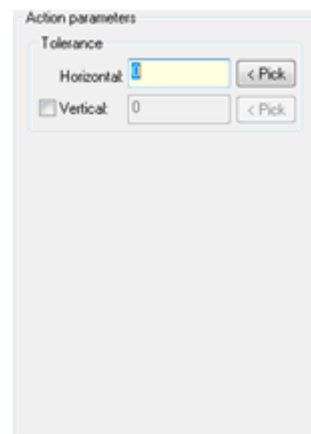 Action parameters
Tolerance
Horizontal: 0 < Pick
Vertical: 0 < Pick